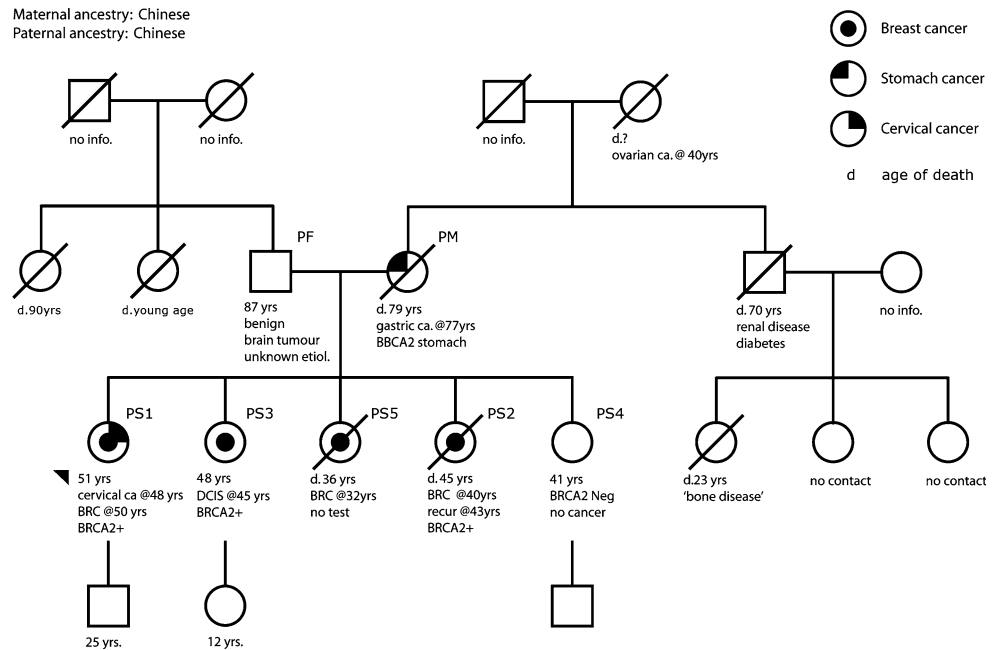 Maternal ancestry: Chinese
Paternal ancestry: Chinese
Breast cancer
Stomach cancer
Cervical cancer
d age of death
no info.
no info.
no info.
d.?
ovarian ca. @ 40yrs
PF
PM
d.90yrs
d.young age
87 yrs
benign
brain tumour
unknown etiol.
d.79 yrs
gastric ca. @77yrs
BBCA2 stomach
d.70 yrs
renal disease
diabetes
no info.
PS1
PS3
PS5
PS2
PS4
51 yrs
cervical ca @48 yrs
BRC @50 yrs
BRCA2+
48 yrs
DCIS @45 yrs
BRCA2+
d.36 yrs
BRC @32yrs
no test
d.45 yrs
BRC @40yrs
recur @43yrs
BRCA2+
41 yrs
BRCA2 Neg
no cancer
d.23 yrs
'bone disease'
no contact
no contact
25 yrs.
12 yrs.